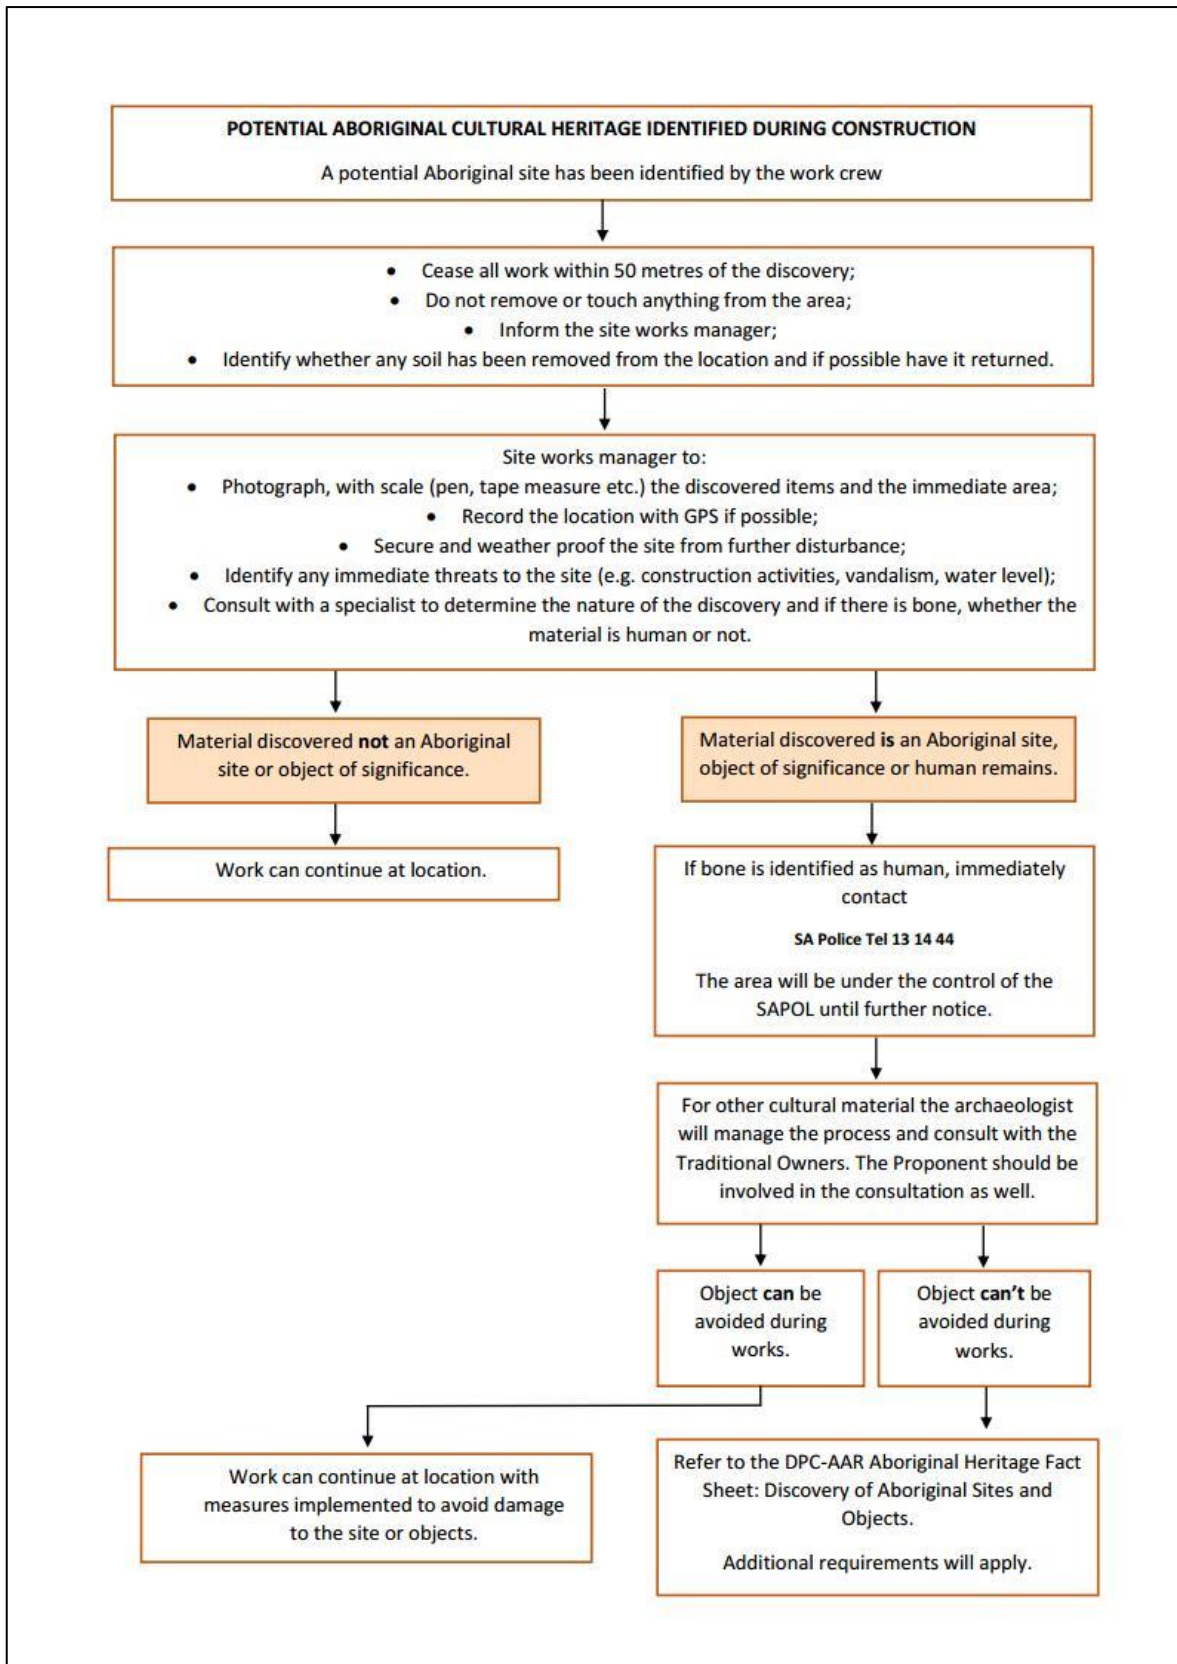 POTENTIAL ABORIGINAL CULTURAL HERITAGE IDENTIFIED DURING CONSTRUCTION
A potential Aboriginal site has been identified by the work crew
• Cease all work within 50 metres of the discovery;
• Do not remove or touch anything from the area;
• Inform the site works manager;
• Identify whether any soil has been removed from the location and if possible have it returned.
Site works manager to:
• Photograph, with scale (pen, tape measure etc.) the discovered items and the immediate area;
• Record the location with GPS if possible;
• Secure and weather proof the site from further disturbance;
• Identify any immediate threats to the site (e.g. construction activities, vandalism, water level);
• Consult with a specialist to determine the nature of the discovery and if there is bone, whether the
material is human or not.
Material discovered not an Aboriginal
site or object of significance.
Material discovered is an Aboriginal site,
object of significance or human remains.
Work can continue at location.
If bone is identified as human, immediately
contact
SA Police Tel 13 14 44
The area will be under the control of the
SAPOL until further notice.
For other cultural material the archaeologist
will manage the process and consult with the
Traditional Owners. The Proponent should be
involved in the consultation as well.
Object can be
avoided during
works.
Object can't be
avoided during
works.
Work can continue at location with
measures implemented to avoid damage
to the site or objects.
Refer to the DPC-AAR Aboriginal Heritage Fact
Sheet: Discovery of Aboriginal Sites and
Objects.
Additional requirements will apply.